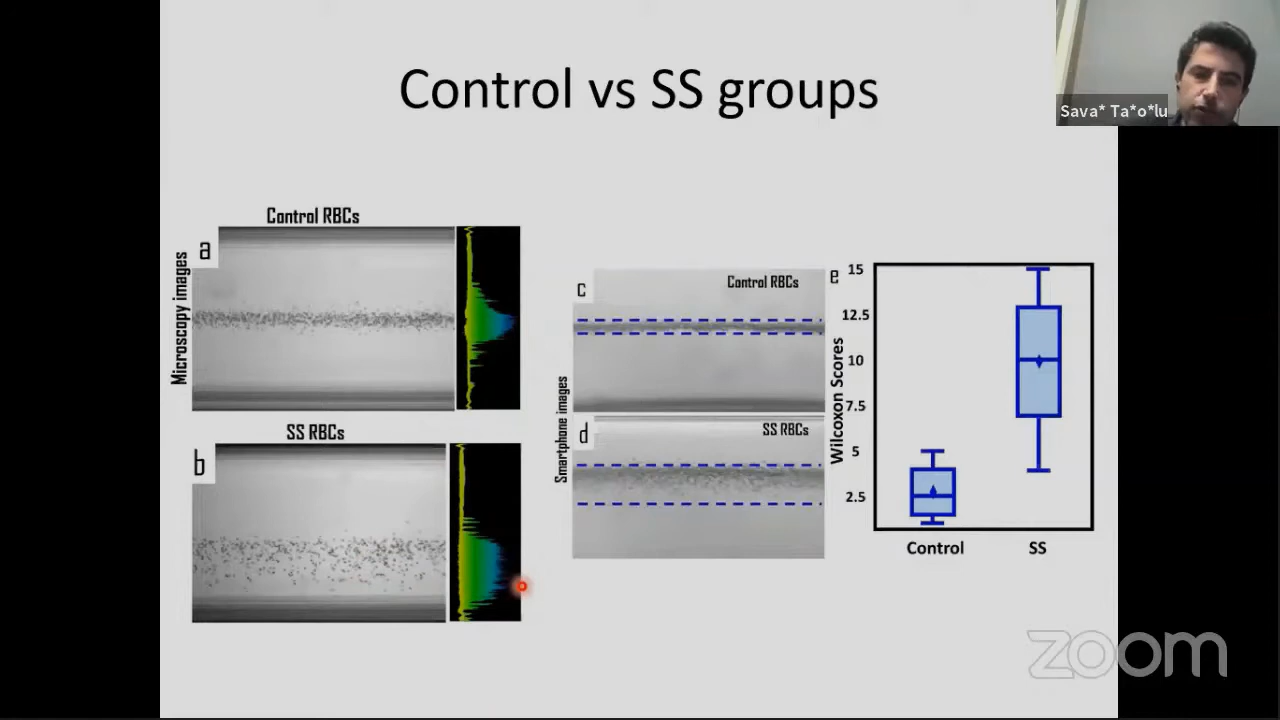 Control vs SS groups
Sava* Ta*o*lu
Control RBCs
a
Microscopy images
SS RBCs
b
c
Control RBCs
Smartphone images
d
SS RBCs
e
Wilcoxon Scores
15
12.5
10
7.5
5
2.5
Control
SS
zoom